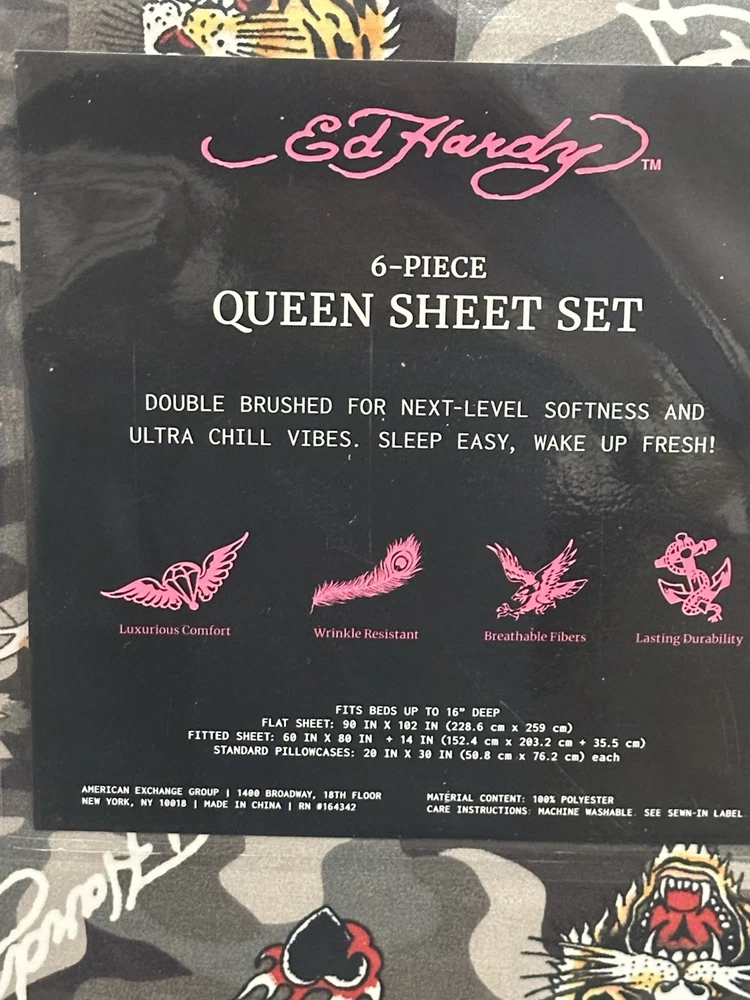 Ed Hardy™
6-PIECE
QUEEN SHEET SET
DOUBLE BRUSHED FOR NEXT-LEVEL SOFTNESS AND
ULTRA CHILL VIBES. SLEEP EASY, WAKE UP FRESH!
Luxurious Comfort
Wrinkle Resistant
Breathable Fibers
Lasting Durability
FITS BEDS UP TO 16" DEEP
FLAT SHEET: 90 IN X 102 IN (228.6 cm x 259 cm)
FITTED SHEET: 60 IN X 80 IN + 14 IN (152.4 cm x 203.2 cm + 35.5 cm)
STANDARD PILLOWCASES: 20 IN X 30 IN (50.8 cm x 76.2 cm) each
AMERICAN EXCHANGE GROUP | 1400 BROADWAY, 18TH FLOOR
NEW YORK, NY 10018 | MADE IN CHINA | RN #164342
MATERIAL CONTENT: 100% POLYESTER
CARE INSTRUCTIONS: MACHINE WASHABLE. SEE SEWN-IN LABEL
Hardy